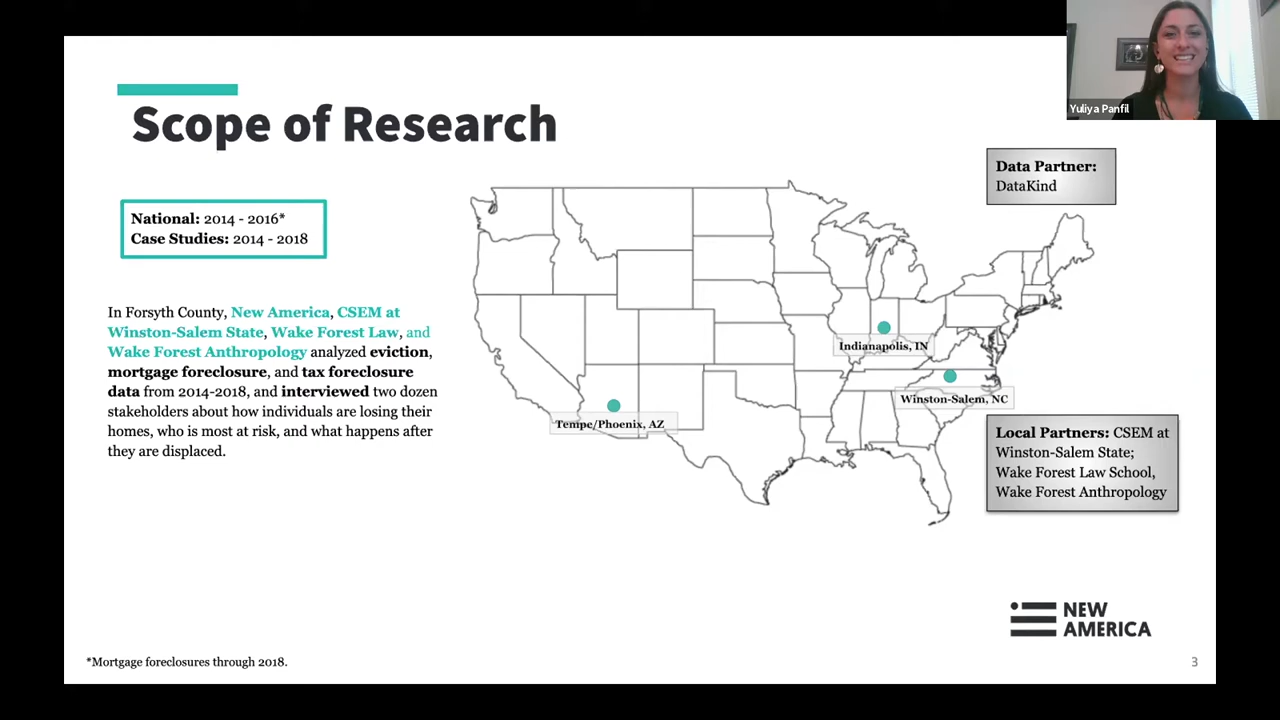 Yuliya Panfil
Scope of Research
Data Partner:
DataKind
National: 2014 - 2016*
Case Studies: 2014 - 2018
In Forsyth County, New America, CSEM at
Winston-Salem State, Wake Forest Law, and
Wake Forest Anthropology analyzed eviction,
mortgage foreclosure, and tax foreclosure
data from 2014-2018, and interviewed two dozen
stakeholders about how individuals are losing their
homes, who is most at risk, and what happens after
they are displaced.
Indianapolis, IN
Winston-Salem, NC
Tempe/Phoenix, AZ
Local Partners: CSEM at
Winston-Salem State;
Wake Forest Law School,
Wake Forest Anthropology
NEW
AMERICA
*Mortgage foreclosures through 2018.
3